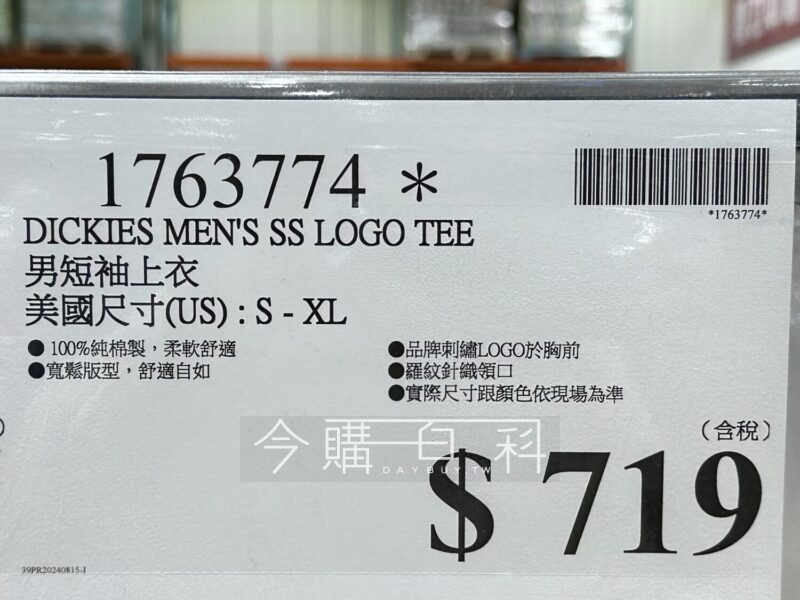 1763774 *
*1763774*
DICKIES MEN'S SS LOGO TEE
男短袖上衣
美國尺寸(US) : S - XL
● 100%純棉製，柔軟舒適
●寬鬆版型，舒適自如
●品牌刺繡LOGO於胸前
●羅紋針織領口
●實際尺寸跟顏色依現場為準
今購百科
DAYBUY.TW
（含稅）
$ 719
39PR20240815-1